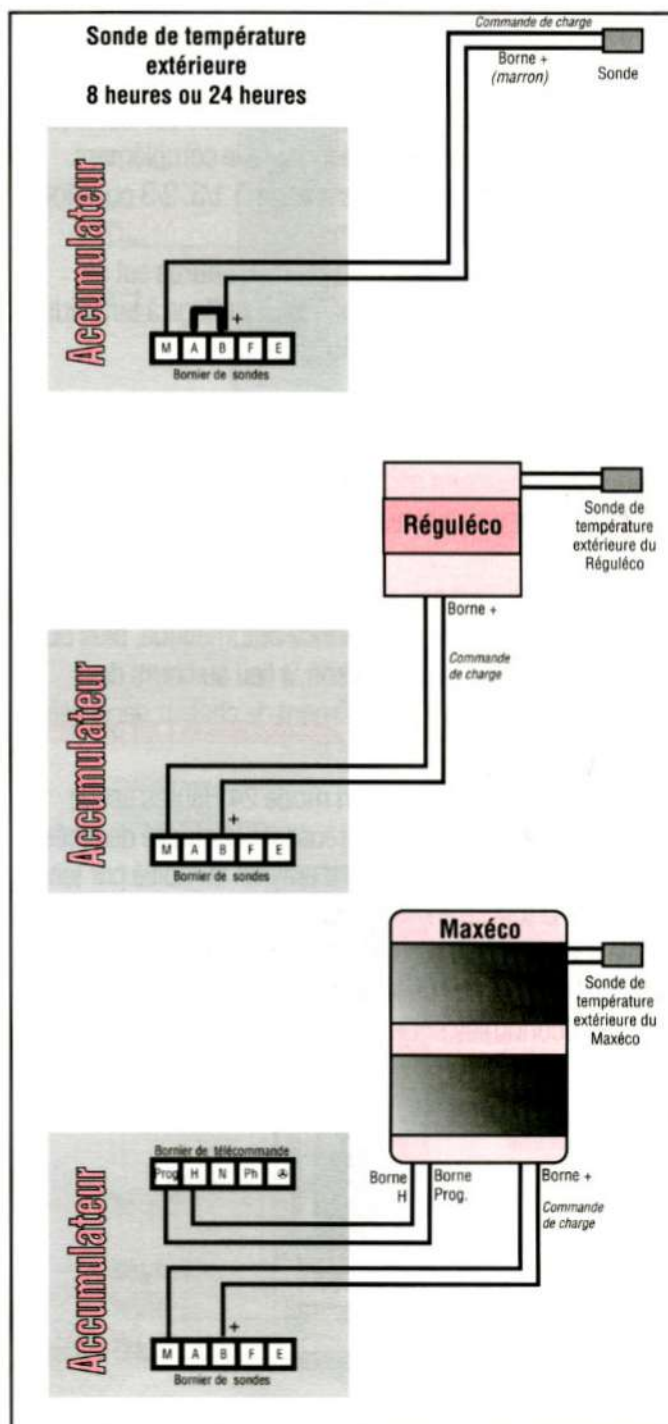 Sonde de température
extérieure
8 heures ou 24 heures
Commande de charge
Borne +
(marron)
Sonde
Accumulateur
+
M A B F E
Bornier de sondes
Réguléco
Sonde de
température
extérieure du
Réguléco
Borne +
Commande
de charge
Accumulateur
+
M A B F E
Bornier de sondes
Maxéco
Sonde de
température
extérieure du
Maxéco
Bornier de télécommande
Prog H N Ph
Borne
H
Borne
Prog.
Borne +
Commande
de charge
Accumulateur
+
M A B F E
Bornier de sondes